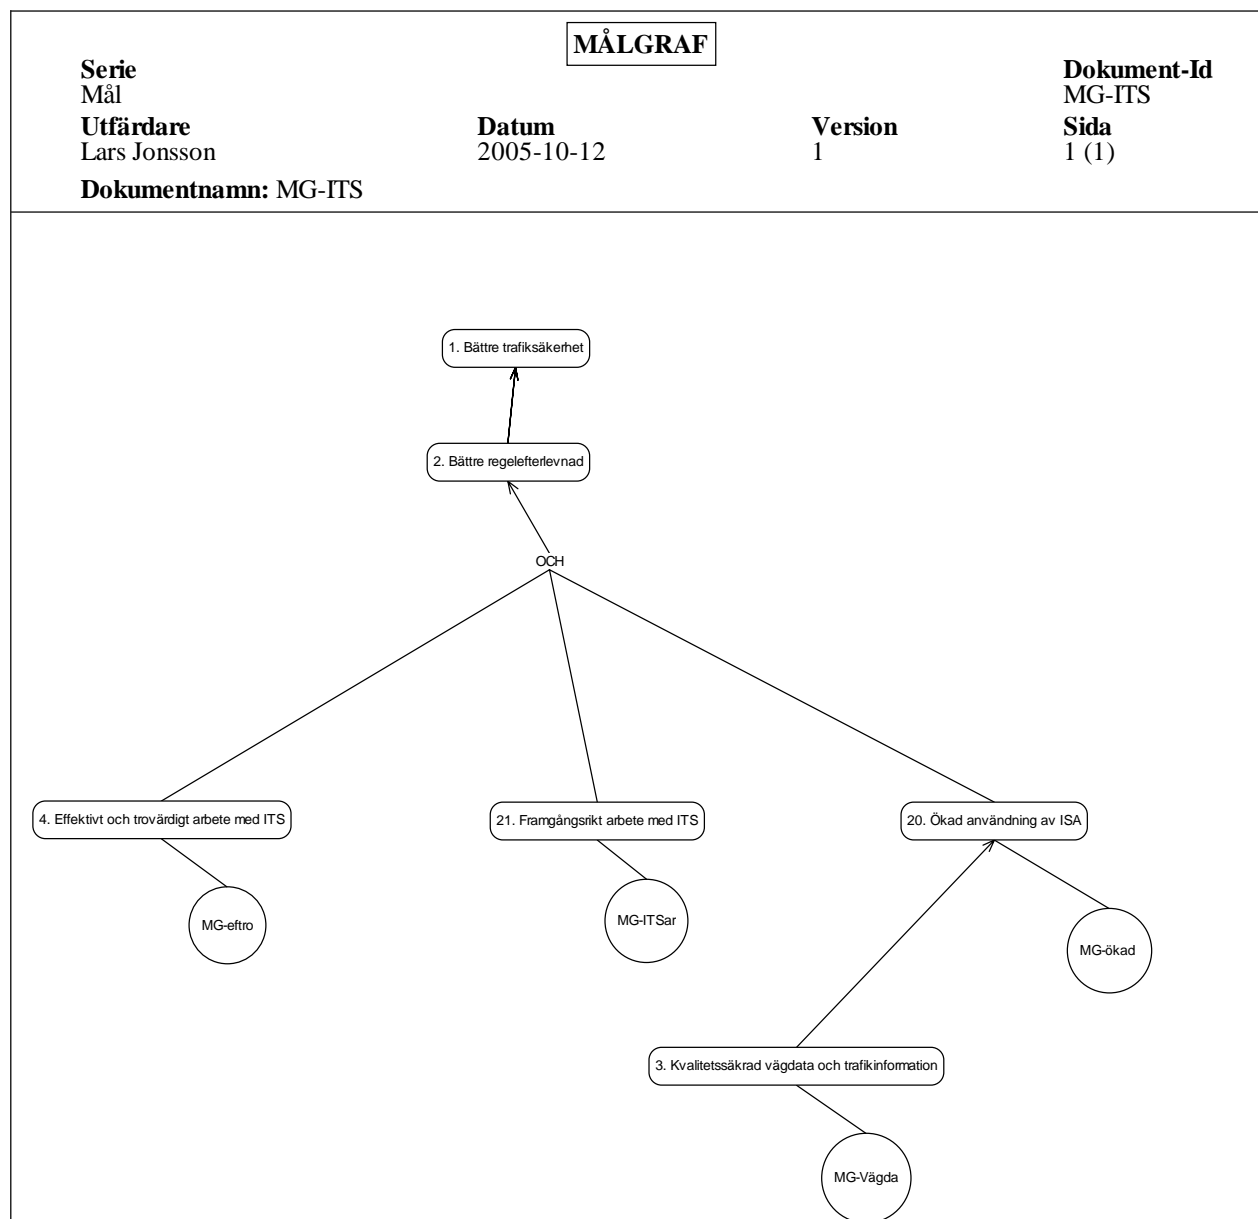 MÅLGRAF
Serie
Mål
Dokument-Id
MG-ITS
Utfärdare
Lars Jonsson
Datum
2005-10-12
Version
1
Sida
1 (1)
Dokumentnamn: MG-ITS
1. Bättre trafiksäkerhet
2. Bättre regelefterlevnad
OCH
4. Effektivt och trovärdigt arbete med ITS
21. Framgångsrikt arbete med ITS
20. Ökad användning av ISA
MG-eftro
MG-ITSar
MG-ökad
3. Kvalitetssäkrad vägdata och trafikinformation
MG-Vägda